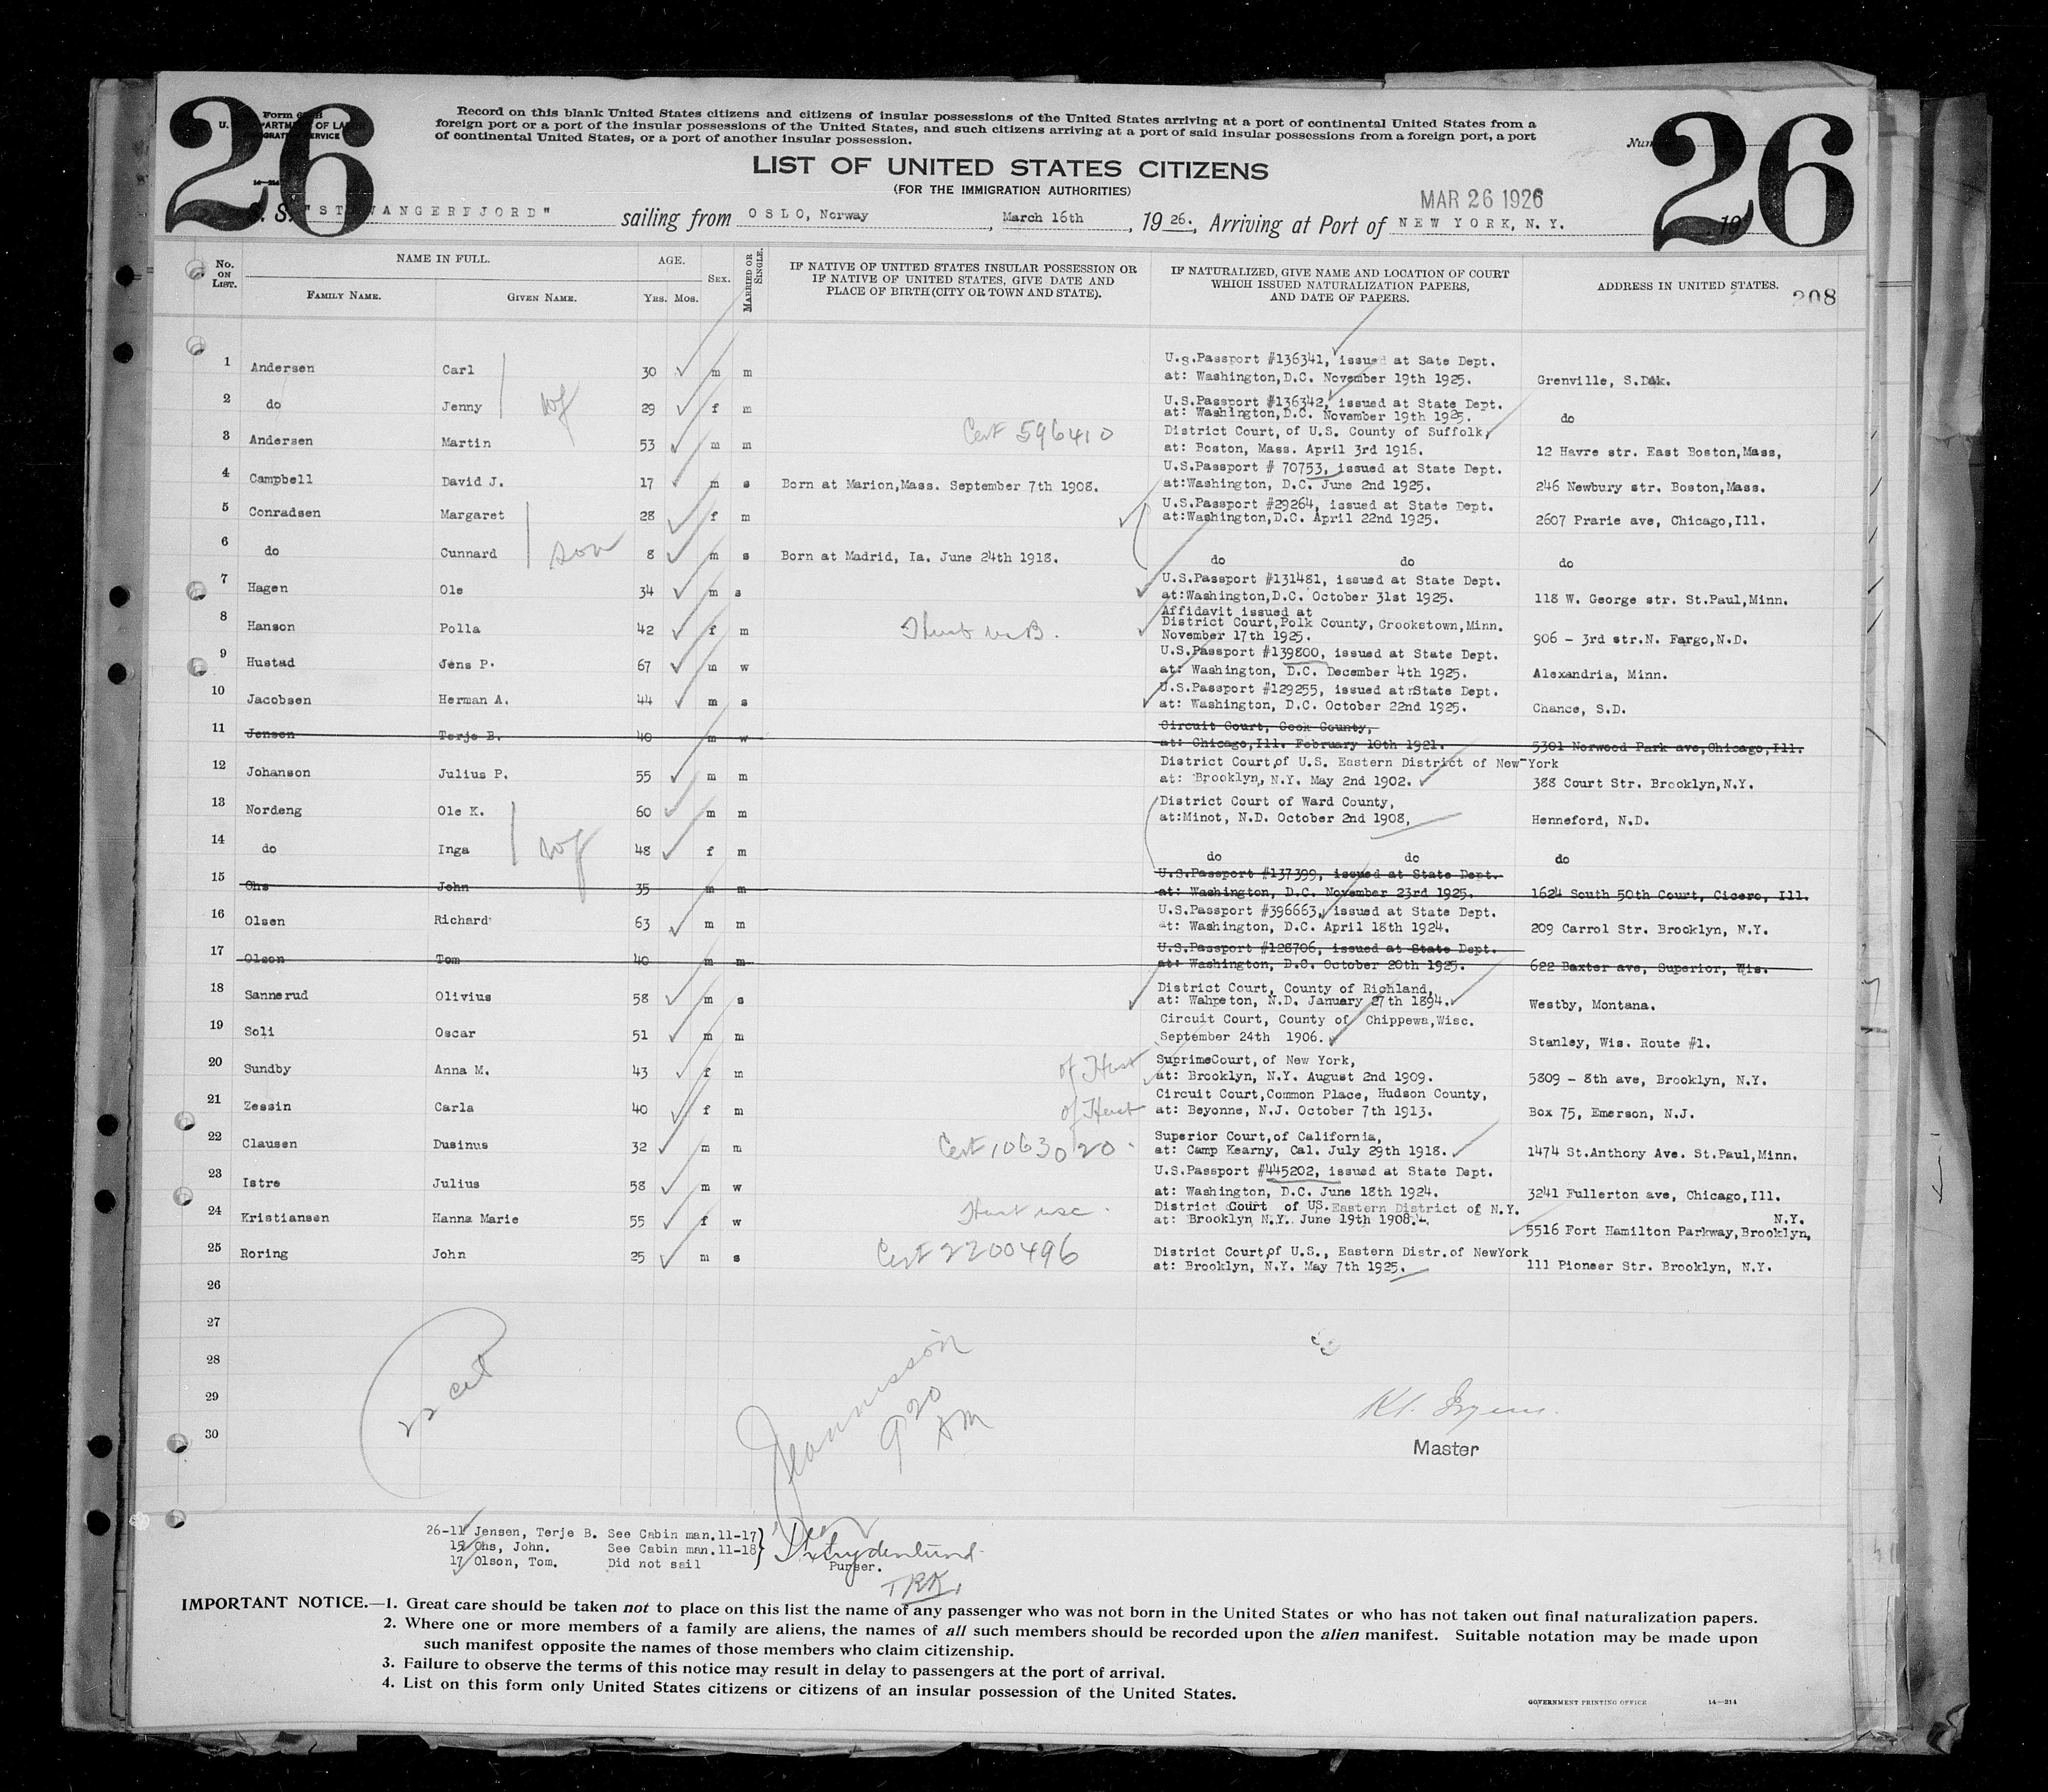 26
26
Record on this blank United States citizens and citizens of insular possessions of the United States arriving at a port of continental United States from a
foreign port or a port of the insular possessions of the United States, and such citizens arriving at a port of said insular possessions from a foreign port, a port
of continental United States, or a port of another insular possession.
LIST OF UNITED STATES CITIZENS
(FOR THE IMMIGRATION AUTHORITIES)
MAR 26 1926
S. S. "STAVANGERFJORD" sailing from OSLO, Norway, March 16th, 1926., Arriving at Port of NEW YORK, N.Y. 19
No. ON LIST. NAME IN FULL. AGE. SEX. MARRIED OR SINGLE. IF NATIVE OF UNITED STATES INSULAR POSSESSION OR IF NATIVE OF UNITED STATES, GIVE DATE AND PLACE OF BIRTH (CITY OR TOWN AND STATE). IF NATURALIZED, GIVE NAME AND LOCATION OF COURT WHICH ISSUED NATURALIZATION PAPERS, AND DATE OF PAPERS. ADDRESS IN UNITED STATES.
FAMILY NAME. GIVEN NAME. YRS. MOS.
208
U.S.Passport #136341, issued at Sate Dept.
1 Andersen Carl 30 m m at: Washington,D.C. November 19th 1925. Grenville, S.Dak.
U.S.Passport #136342, issued at State Dept.
2 do Jenny wf 29 f m at: Washington,D.C. November 19th 1925. do
Cert 596410 District Court, of U.S. County of Suffolk,
3 Andersen Martin 53 m m at: Boston, Mass. April 3rd 1916. 12 Havre str. East Boston,Mass,
U.S.Passport # 70753, issued at State Dept.
4 Campbell David J. 17 m s Born at Marion,Mass. September 7th 1908. at:Washington, D.C. June 2nd 1925. 246 Newbury str. Boston,Mass.
U.S.Passport #29264, issued at State Dept.
5 Conradsen Margaret 28 f m at:Washington,D.C. April 22nd 1925. 2607 Prarie ave, Chicago,Ill.
6 do Cunnard son 8 m s Born at Madrid, Ia. June 24th 1918. do do do
U.S.Passport #131481, issued at State Dept.
7 Hagen Ole 34 m s at:Washington,D.C. October 31st 1925. 118 W. George str. St.Paul,Minn.
Affidavit issued at
District Court,Polk County, Crookstown,Minn.
8 Hanson Polla 42 f m November 17th 1925. 906 - 3rd str.N. Fargo,N.D.
U.S.Passport #139800, issued at State Dept.
9 Hustad Jens P. 67 m w at: Washington, D.C. December 4th 1925. Alexandria, Minn.
U.S.Passport #129255, issued at State Dept.
10 Jacobsen Herman A. 44 m s at: Washington, D.C. October 22nd 1925. Chance, S.D.
Circuit Court, Cook County,
11 Jensen Terje B. 40 m w at: Chicago,Ill. February 10th 1921. 5301 Norwood Park ave,Chicago,Ill.
District Court,of U.S. Eastern District of New York
12 Johanson Julius P. 55 m m at: Brooklyn, N.Y. May 2nd 1902. 388 Court Str. Brooklyn,N.Y.
District Court of Ward County,
13 Nordeng Ole K. 60 m m at:Minot, N.D. October 2nd 1908, Henneford, N.D.
14 do Inga wf 48 f m do do do
U.S.Passport #137399, issued at State Dept.
15 Ohs John 35 m m at: Washington, D.C. November 23rd 1925. 1624 South 50th Court, Cicero, Ill.
U.S.Passport #396663, issued at State Dept.
16 Olsen Richard 63 m m at: Washington, D.C. April 18th 1924. 209 Carrol Str. Brooklyn, N.Y.
U.S.Passport #128706, issued at State Dept.
17 Olson Tom 40 m m at: Washington, D.C. October 20th 1925. 622 Baxter ave, Superior, Wis.
District Court, County of Richland,
18 Sannerud Olivius 58 m s at: Wahpeton, N.D. January 27th 1894. Westby, Montana.
Circuit Court, County of Chippewa,Wisc.
19 Soli Oscar 51 m m September 24th 1906. Stanley, Wis. Route #1.
of Husb SuprimeCourt, of New York,
20 Sundby Anna M. 43 f m at: Brooklyn, N.Y. August 2nd 1909. 5809 - 8th ave, Brooklyn, N.Y.
of Husb Circuit Court,Common Place, Hudson County,
21 Zessin Carla 40 f m at: Beyonne, N.J. October 7th 1913. Box 75, Emerson, N.J.
Cert 1063020 Superior Court,of California,
22 Clausen Dusinus 32 m m at: Camp Kearny, Cal. July 29th 1918. 1474 St.Anthony Ave. St.Paul,Minn.
U.S.Passport #445202, issued at State Dept.
23 Istre Julius 58 m w at: Washington, D.C. June 18th 1924. 3241 Fullerton ave, Chicago,Ill.
District Court of US.Eastern District of N.Y.
24 Kristiansen Hanna Marie 55 f w at: Brooklyn N.Y. June 19th 1908. 5516 Fort Hamilton Parkway,Brooklyn, N.Y.
Cert 2200496 District Court,of U.S., Eastern Distr.of NewYork
25 Roring John 25 m s at: Brooklyn, N.Y. May 7th 1925. 111 Pioneer Str. Brooklyn, N.Y.
26
27
28
29
30
22 cit
920 AM
Master
26-11 Jensen, Terje B. See Cabin man.11-17
15 Ohs, John. See Cabin man.11-18
17 Olson, Tom. Did not sail
Purser.
IMPORTANT NOTICE.—1. Great care should be taken not to place on this list the name of any passenger who was not born in the United States or who has not taken out final naturalization papers.
2. Where one or more members of a family are aliens, the names of all such members should be recorded upon the alien manifest. Suitable notation may be made upon
such manifest opposite the names of those members who claim citizenship.
3. Failure to observe the terms of this notice may result in delay to passengers at the port of arrival.
4. List on this form only United States citizens or citizens of an insular possession of the United States.
GOVERNMENT PRINTING OFFICE 14—214